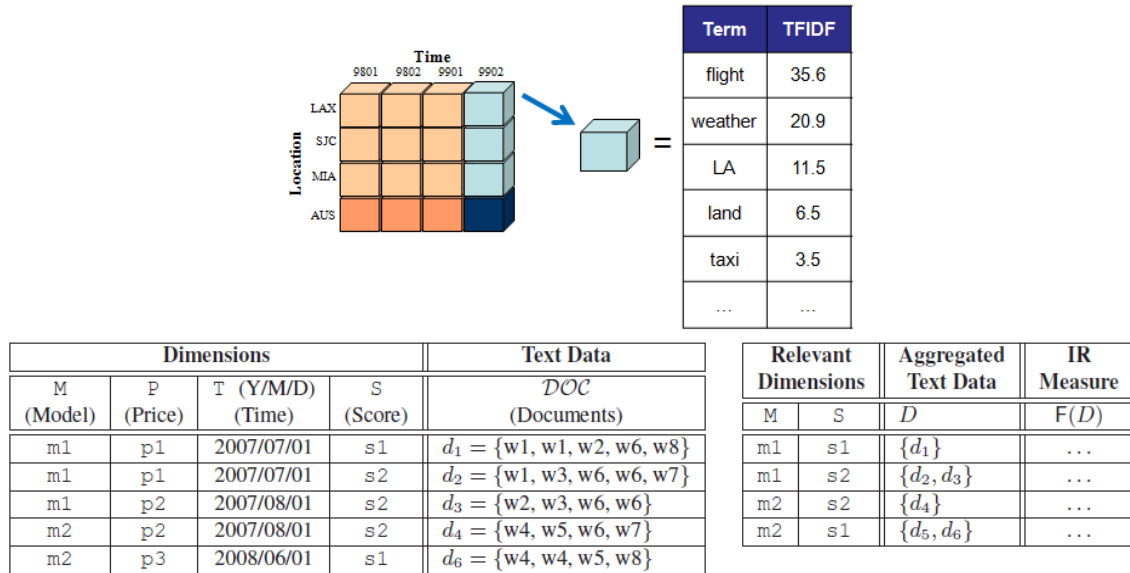 Time
9801 9802 9901 9902
LAX
SJC
MIA
AUS
Location
=
Term TFIDF
flight 35.6
weather 20.9
LA 11.5
land 6.5
taxi 3.5
... ...
Dimensions Text Data
M P T (Y/M/D) S DOC
(Model) (Price) (Time) (Score) (Documents)
m1 p1 2007/07/01 s1 d₁ = {w1, w1, w2, w6, w8}
m1 p1 2007/07/01 s2 d₂ = {w1, w3, w6, w6, w7}
m1 p2 2007/08/01 s2 d₃ = {w2, w3, w6, w6}
m2 p2 2007/08/01 s2 d₄ = {w4, w5, w6, w7}
m2 p3 2008/06/01 s1 d₆ = {w4, w4, w5, w8}
Relevant Aggregated IR
Dimensions Text Data Measure
M S D F(D)
m1 s1 {d₁} ...
m1 s2 {d₂, d₃} ...
m2 s2 {d₄} ...
m2 s1 {d₅, d₆} ...